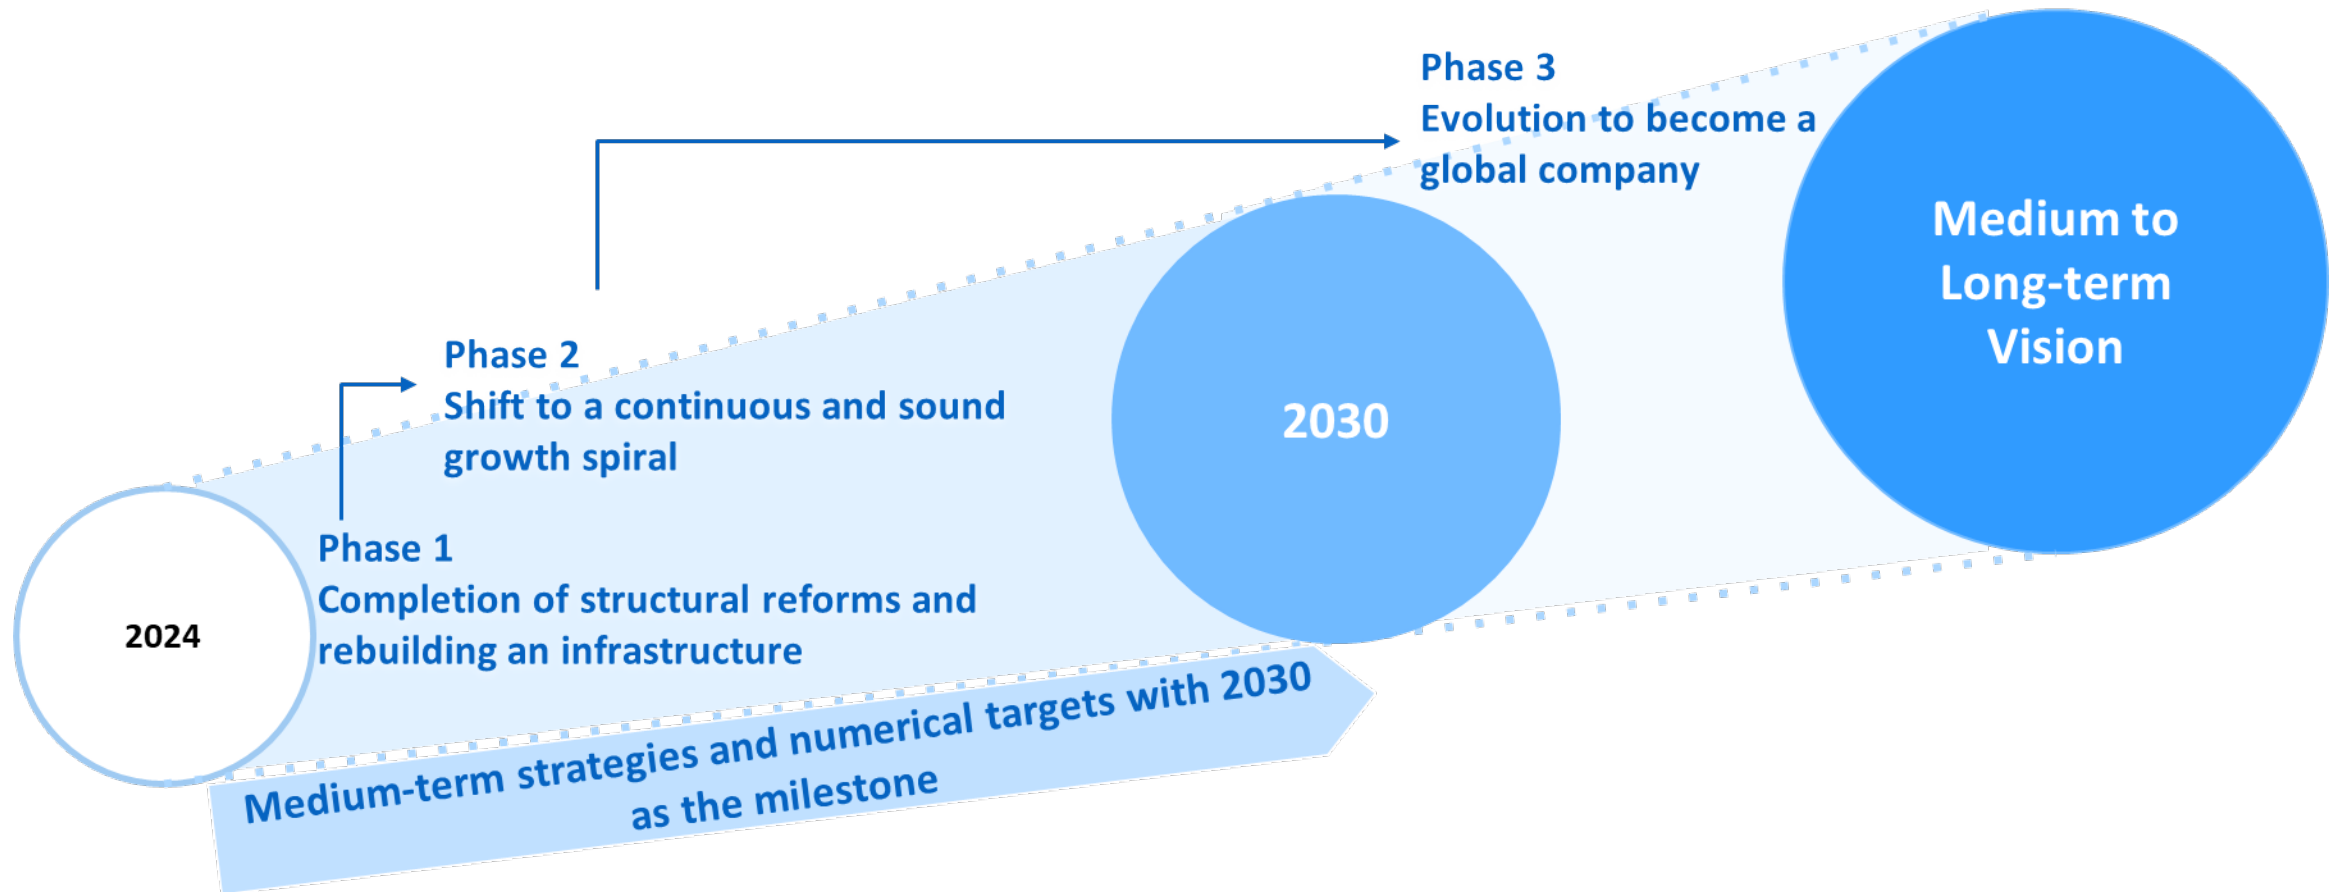 Phase 3
Evolution to become a
global company
Medium to
Long-term
Vision
Phase 2
Shift to a continuous and sound
growth spiral
2030
Phase 1
Completion of structural reforms and
rebuilding an infrastructure
2024
Medium-term strategies and numerical targets with 2030
as the milestone